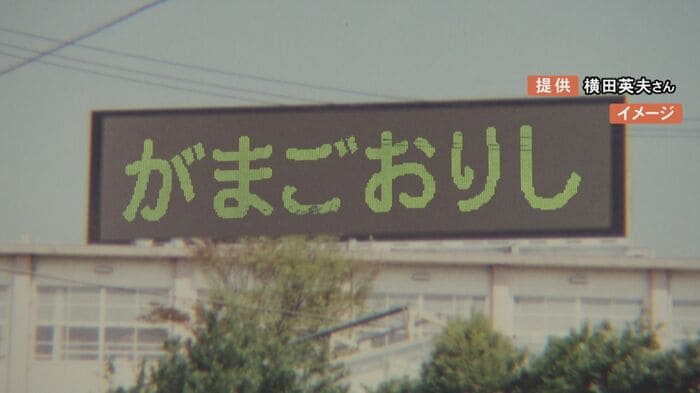 提供 横田英夫さん
イメージ
がまごおりし